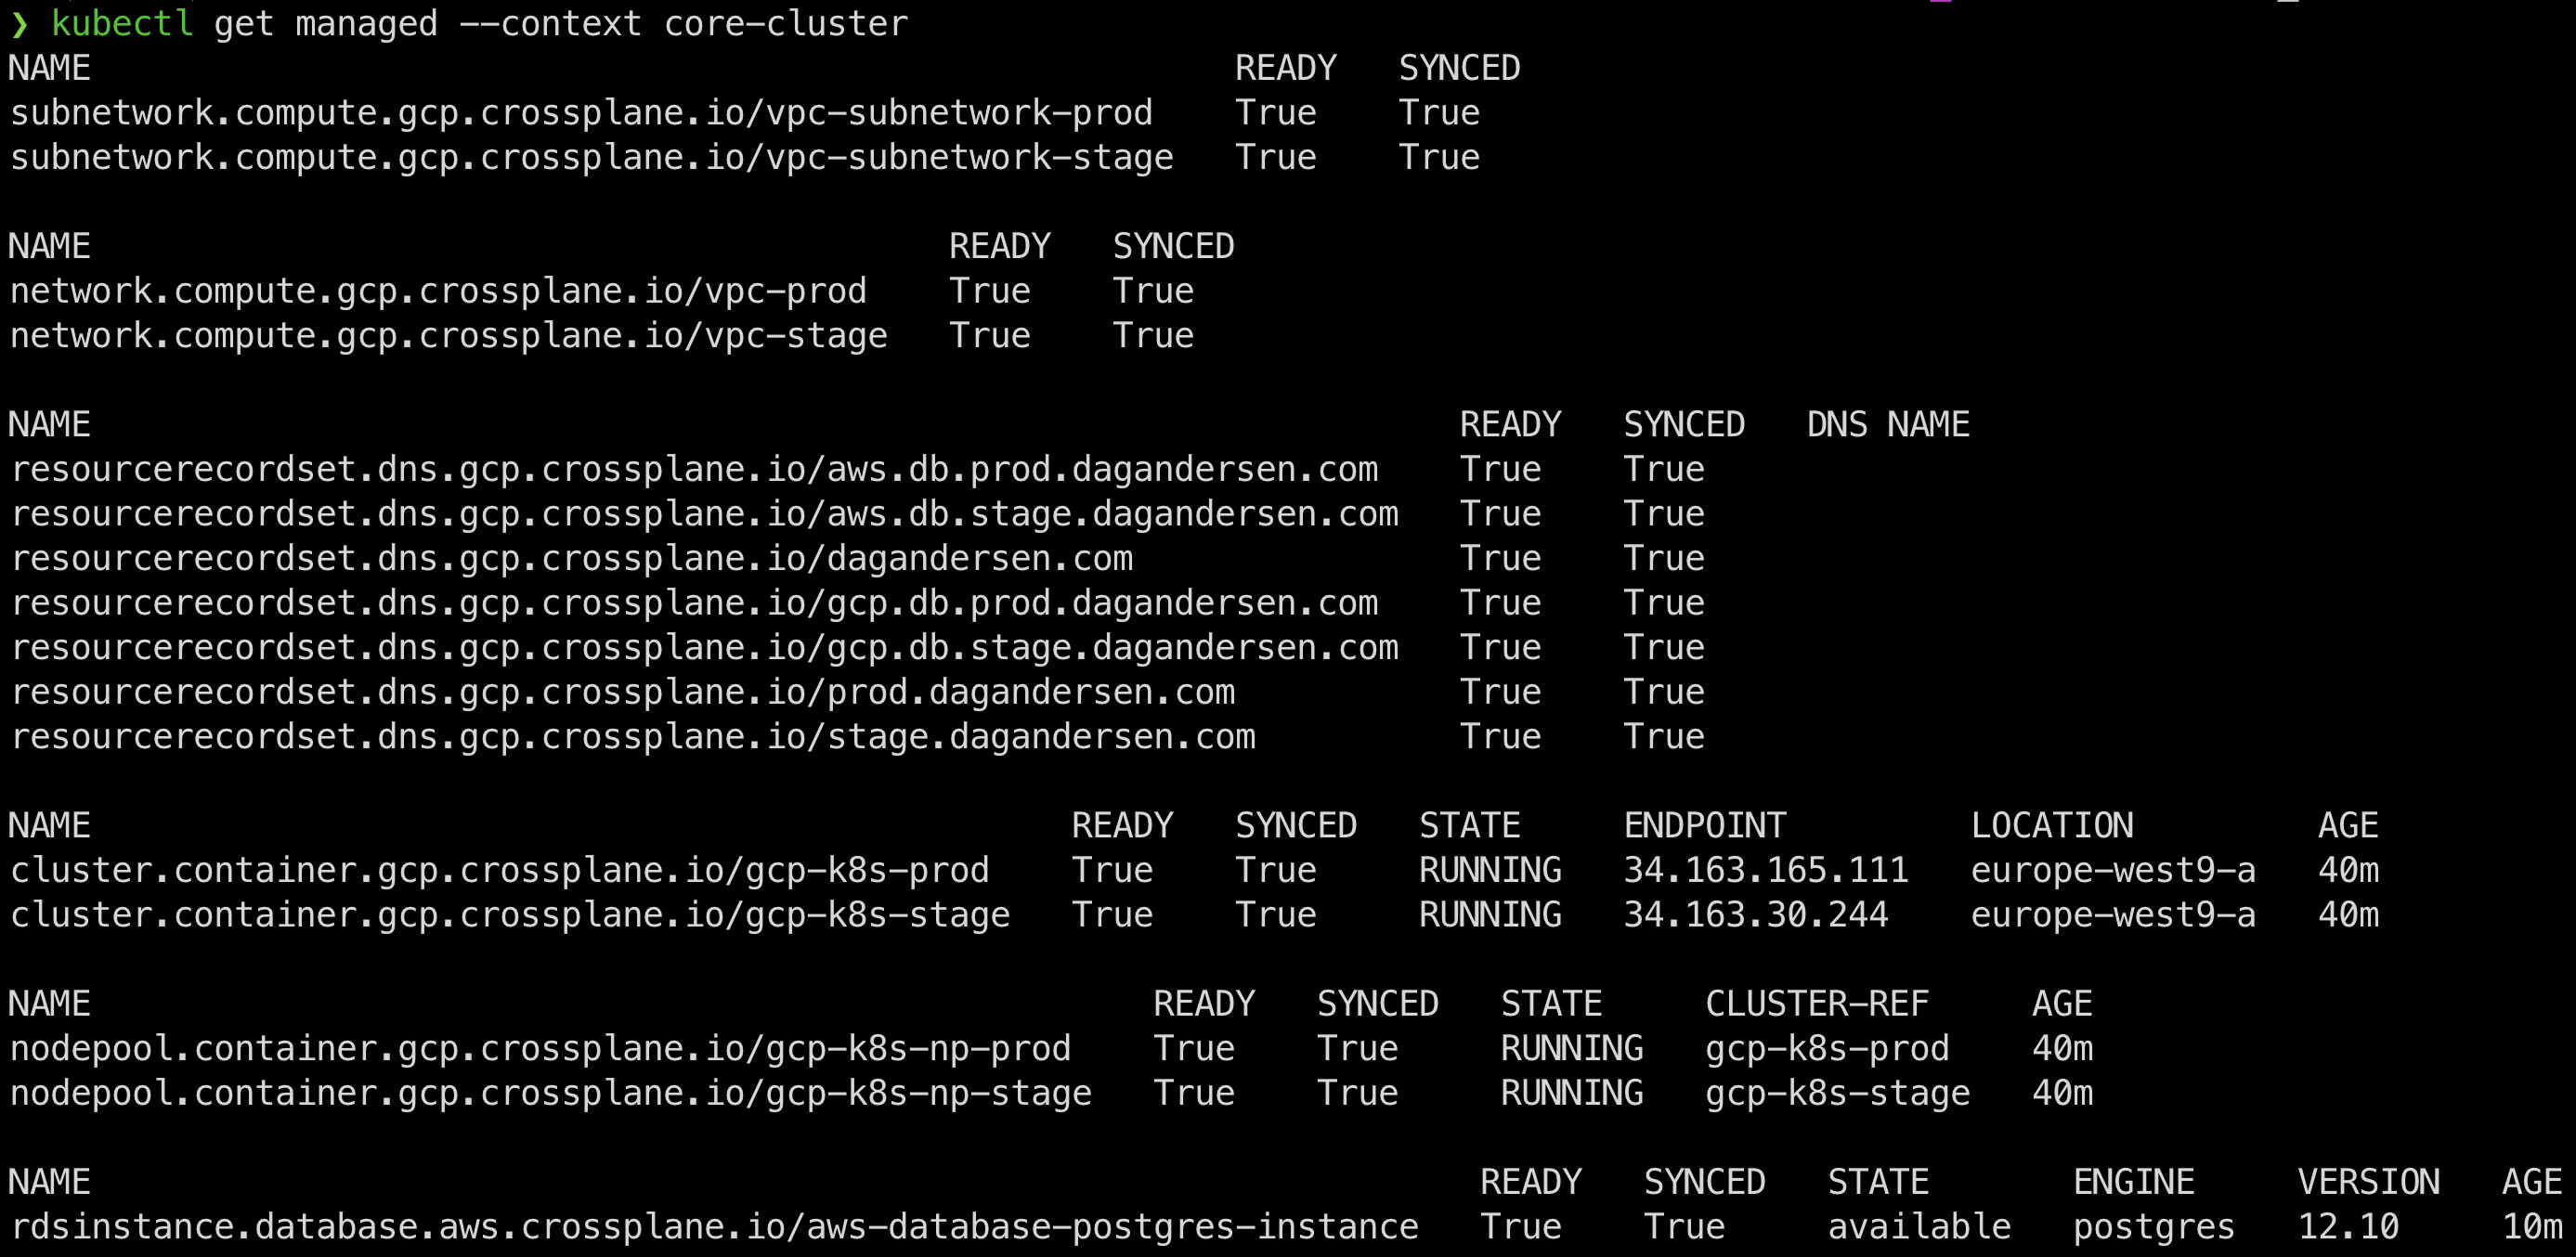 ❯ kubectl get managed --context core-cluster
NAME READY SYNCED
subnetwork.compute.gcp.crossplane.io/vpc-subnetwork-prod True True
subnetwork.compute.gcp.crossplane.io/vpc-subnetwork-stage True True
NAME READY SYNCED
network.compute.gcp.crossplane.io/vpc-prod True True
network.compute.gcp.crossplane.io/vpc-stage True True
NAME READY SYNCED DNS NAME
resourcerecordset.dns.gcp.crossplane.io/aws.db.prod.dagandersen.com True True
resourcerecordset.dns.gcp.crossplane.io/aws.db.stage.dagandersen.com True True
resourcerecordset.dns.gcp.crossplane.io/dagandersen.com True True
resourcerecordset.dns.gcp.crossplane.io/gcp.db.prod.dagandersen.com True True
resourcerecordset.dns.gcp.crossplane.io/gcp.db.stage.dagandersen.com True True
resourcerecordset.dns.gcp.crossplane.io/prod.dagandersen.com True True
resourcerecordset.dns.gcp.crossplane.io/stage.dagandersen.com True True
NAME READY SYNCED STATE ENDPOINT LOCATION AGE
cluster.container.gcp.crossplane.io/gcp-k8s-prod True True RUNNING 34.163.165.111 europe-west9-a 40m
cluster.container.gcp.crossplane.io/gcp-k8s-stage True True RUNNING 34.163.30.244 europe-west9-a 40m
NAME READY SYNCED STATE CLUSTER-REF AGE
nodepool.container.gcp.crossplane.io/gcp-k8s-np-prod True True RUNNING gcp-k8s-prod 40m
nodepool.container.gcp.crossplane.io/gcp-k8s-np-stage True True RUNNING gcp-k8s-stage 40m
NAME READY SYNCED STATE ENGINE VERSION AGE
rdsinstance.database.aws.crossplane.io/aws-database-postgres-instance True True available postgres 12.10 10m